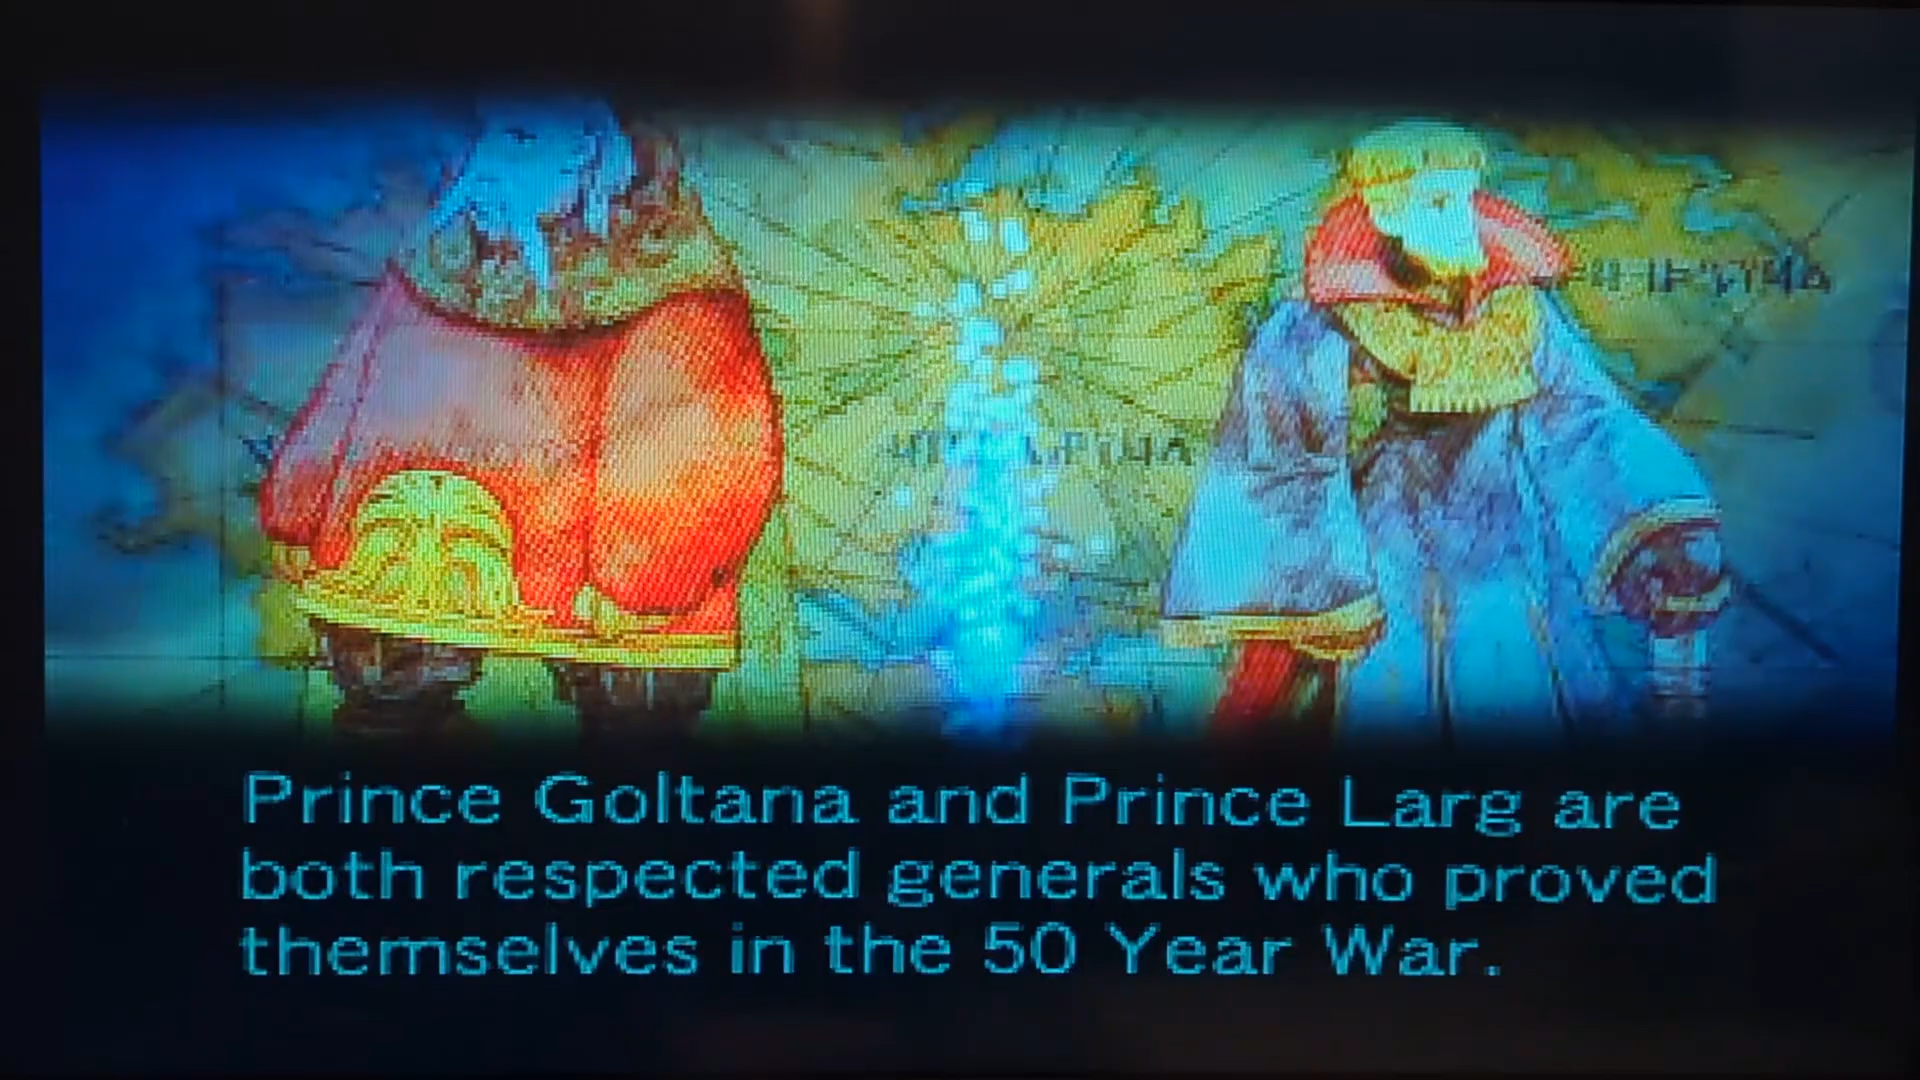 Prince Goltana and Prince Larg are
both respected generals who proved
themselves in the 50 Year War.